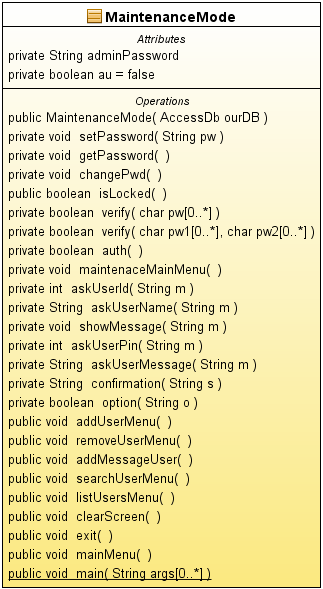 MaintenanceMode
Attributes
private String adminPassword
private boolean au = false
Operations
public MaintenanceMode( AccessDb ourDB )
private void setPassword( String pw )
private void getPassword( )
private void changePwd( )
public boolean isLocked( )
private boolean verify( char pw[0..*] )
private boolean verify( char pw1[0..*], char pw2[0..*] )
private boolean auth( )
private void maintenaceMainMenu( )
private int askUserId( String m )
private String askUserName( String m )
private void showMessage( String m )
private int askUserPin( String m )
private String askUserMessage( String m )
private String confirmation( String s )
private boolean option( String o )
public void addUserMenu( )
public void removeUserMenu( )
public void addMessageUser( )
public void searchUserMenu( )
public void listUsersMenu( )
public void clearScreen( )
public void exit( )
public void mainMenu( )
public void main( String args[0..*] )